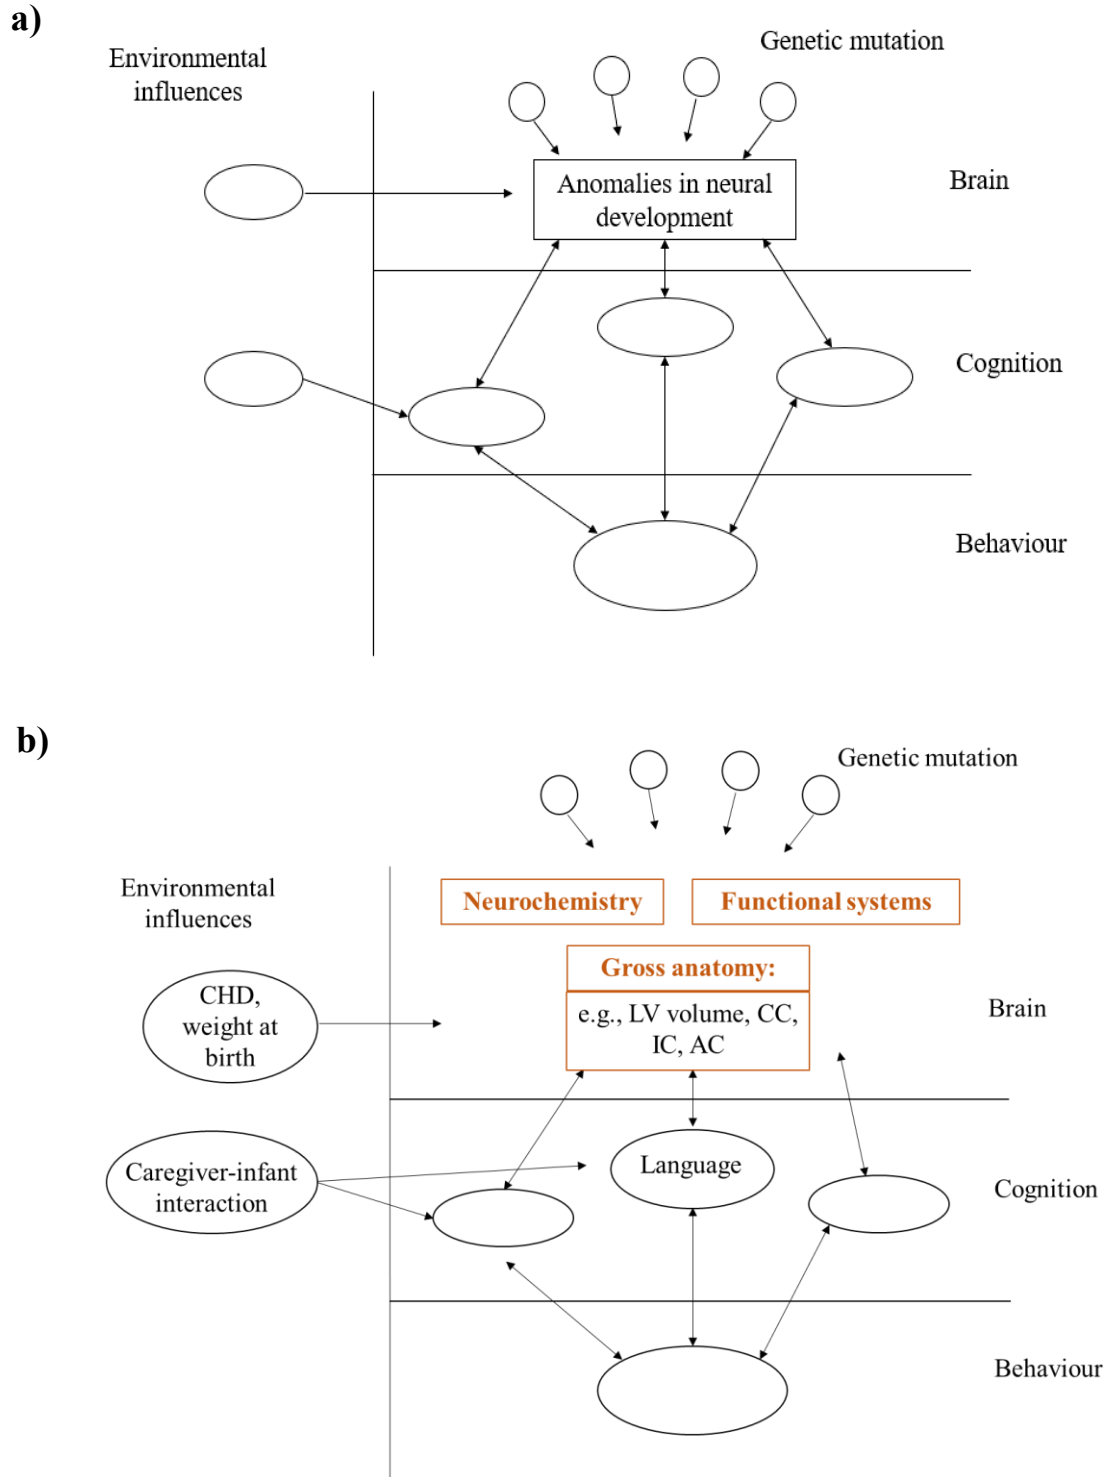 a)
Environmental
influences
Genetic mutation
Anomalies in neural
development
Brain
Cognition
Behaviour
b)
Genetic mutation
Environmental
influences
Neurochemistry
Functional systems
Gross anatomy:
e.g., LV volume, CC,
IC, AC
CHD,
weight at
birth
Brain
Caregiver-infant
interaction
Language
Cognition
Behaviour